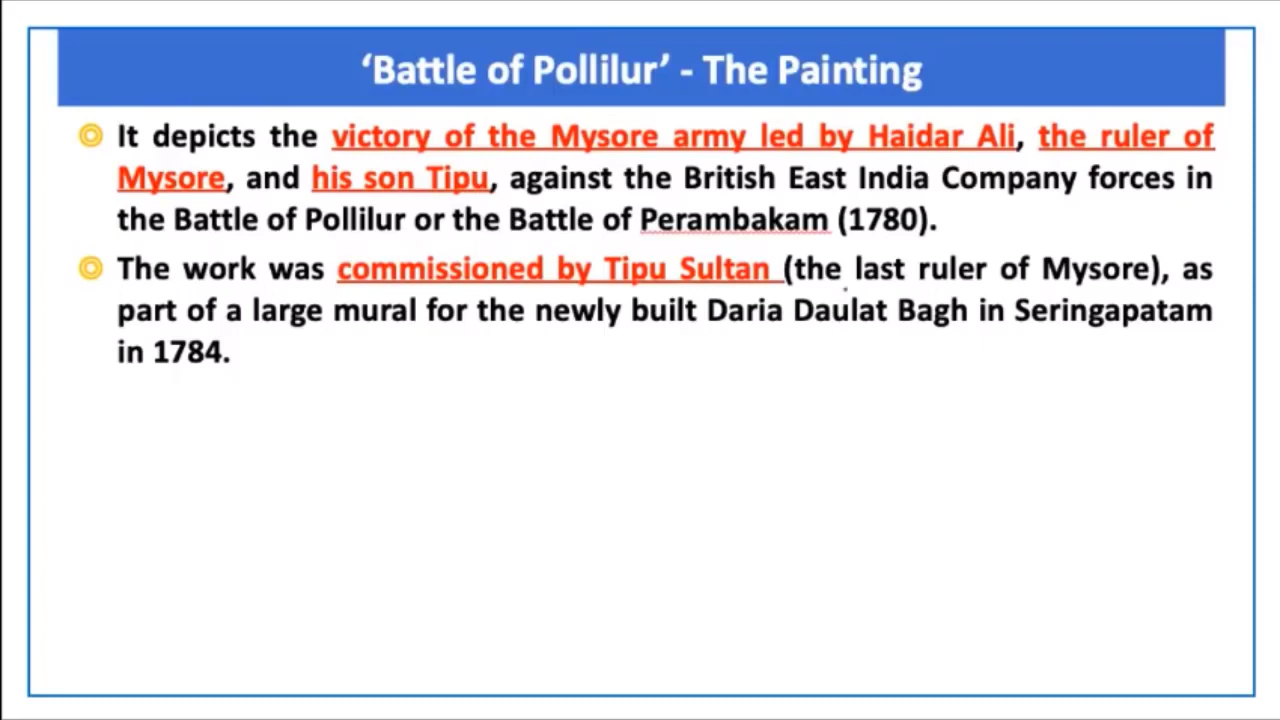 ‘Battle of Pollilur’ - The Painting
It depicts the victory of the Mysore army led by Haidar Ali, the ruler of
Mysore, and his son Tipu, against the British East India Company forces in
the Battle of Pollilur or the Battle of Perambakam (1780).
The work was commissioned by Tipu Sultan (the last ruler of Mysore), as
part of a large mural for the newly built Daria Daulat Bagh in Seringapatam
in 1784.